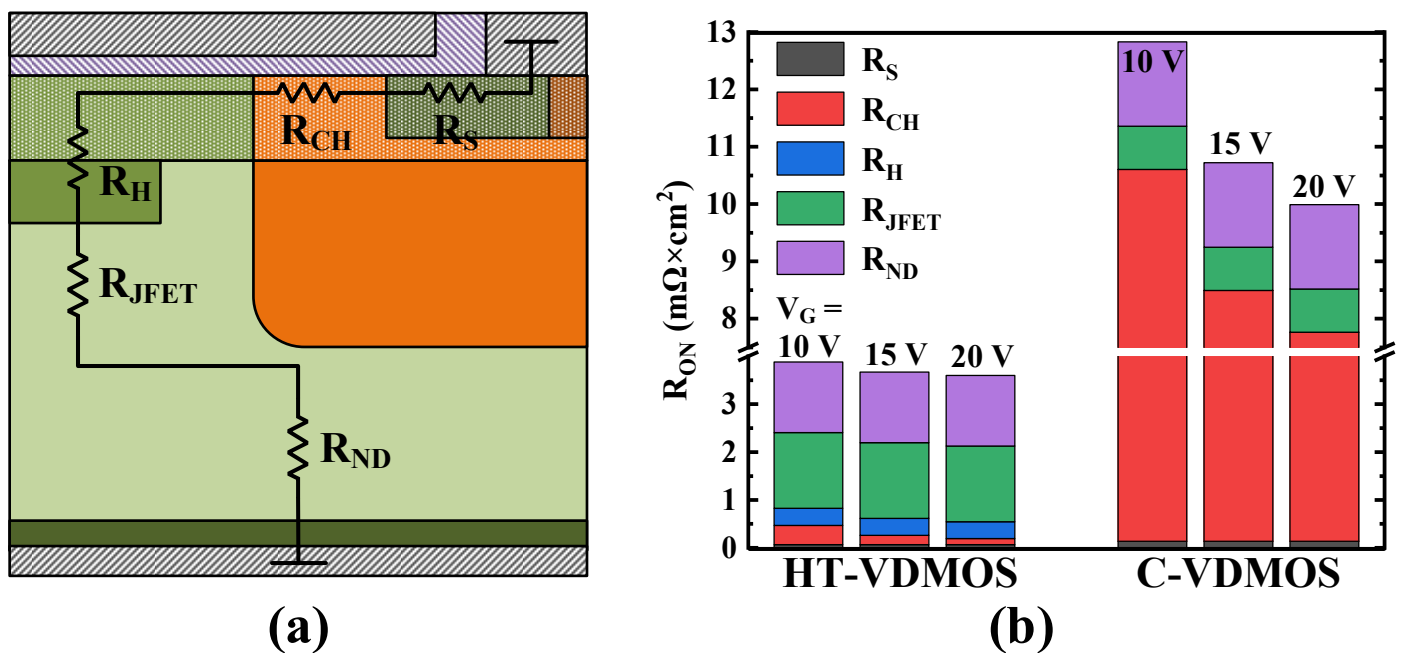 R_CH
R_S
R_H
R_JFET
R_ND
(a)
R_ON (mΩ×cm²)
13
12
11
10
9
8
3
2
1
0
R_S
R_CH
R_H
R_JFET
R_ND
V_G =
10 V
15 V
20 V
10 V
15 V
20 V
HT-VDMOS
C-VDMOS
(b)